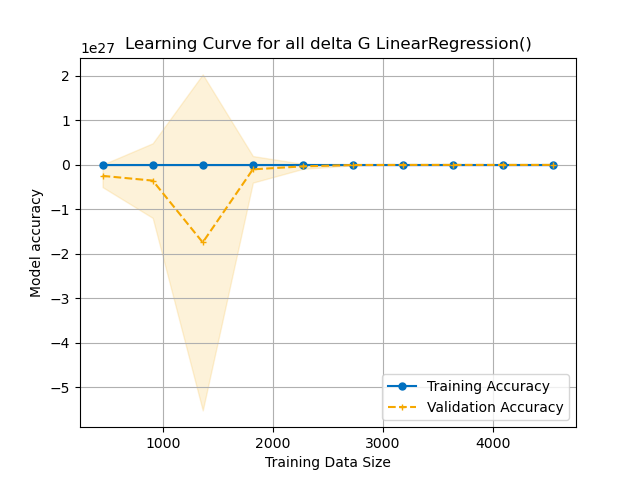 Learning Curve for all delta G LinearRegression()
1e27
2
1
0
−1
−2
−3
−4
−5
Model accuracy
Training Accuracy
Validation Accuracy
1000 2000 3000 4000
Training Data Size